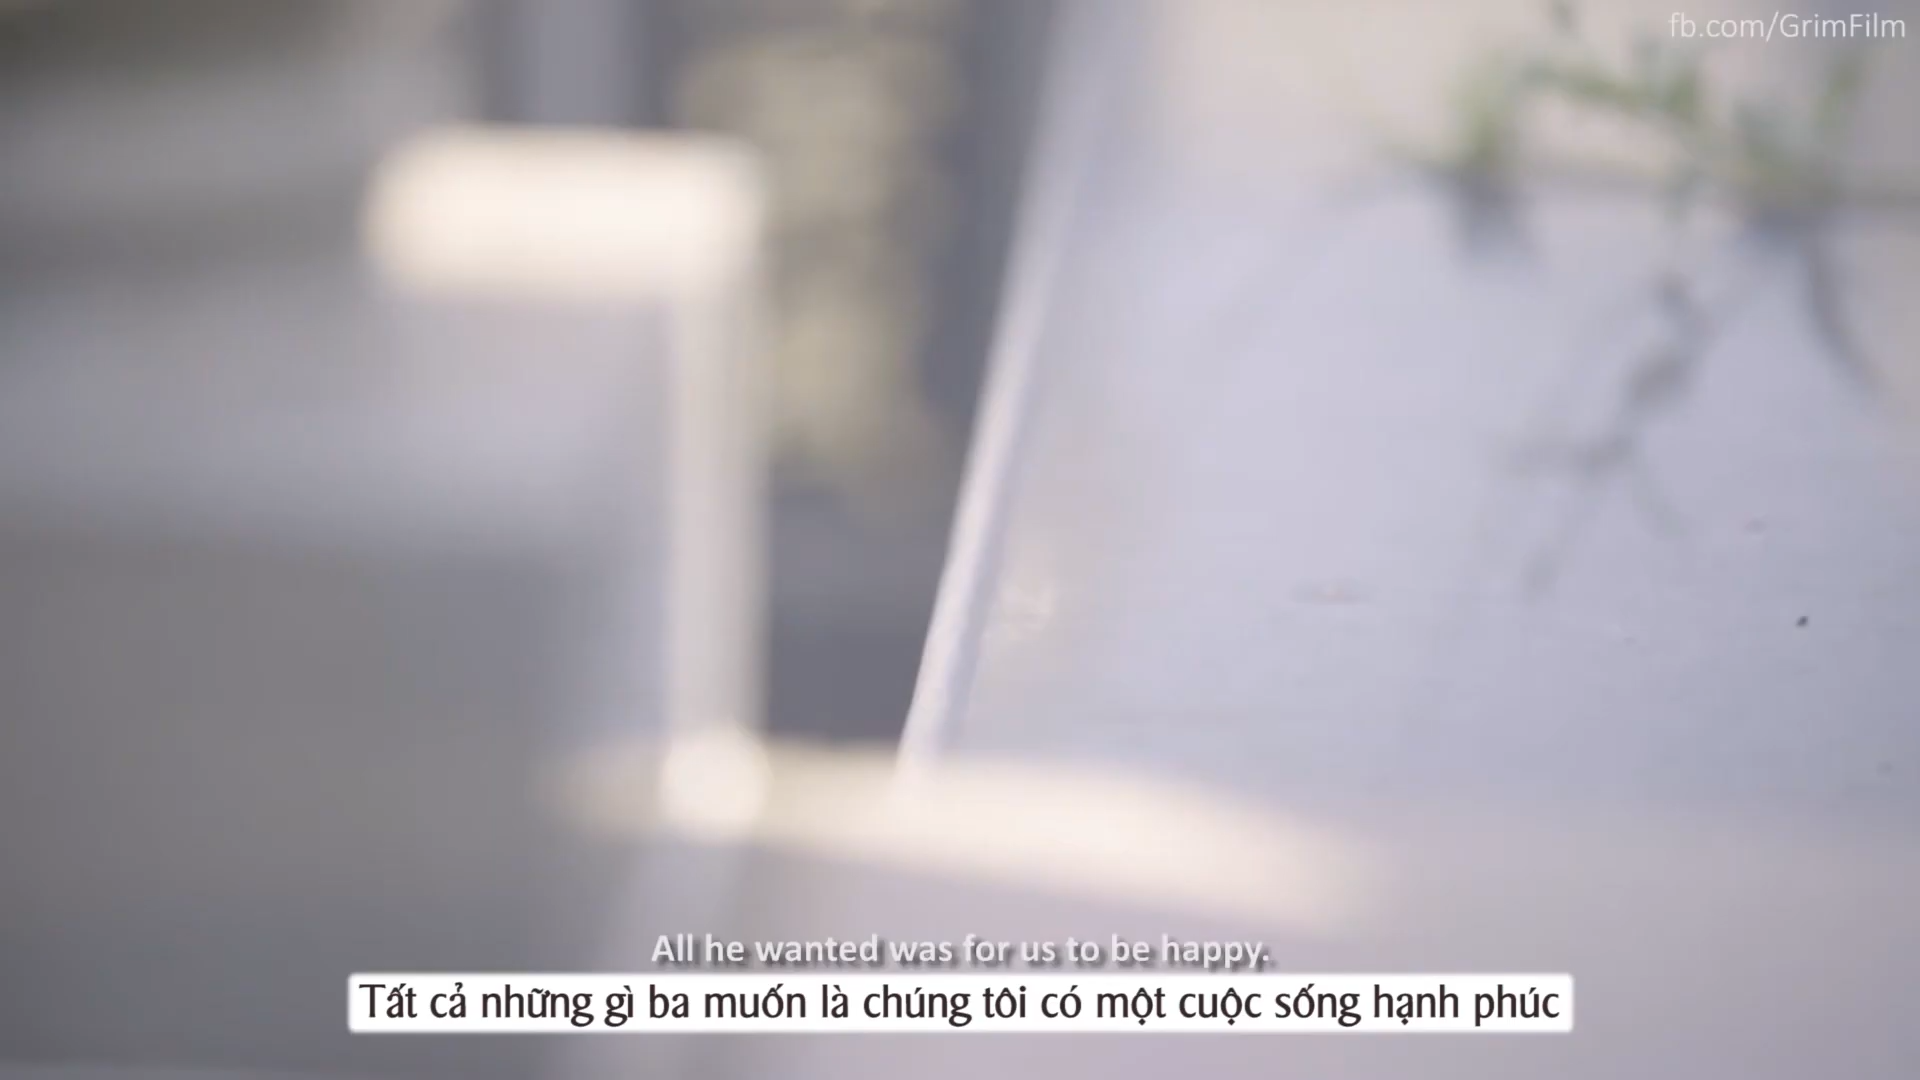 fb.com/GrimFilm
All he wanted was for us to be happy.
Tất cả những gì ba muốn là chúng tôi có một cuộc sống hạnh phúc